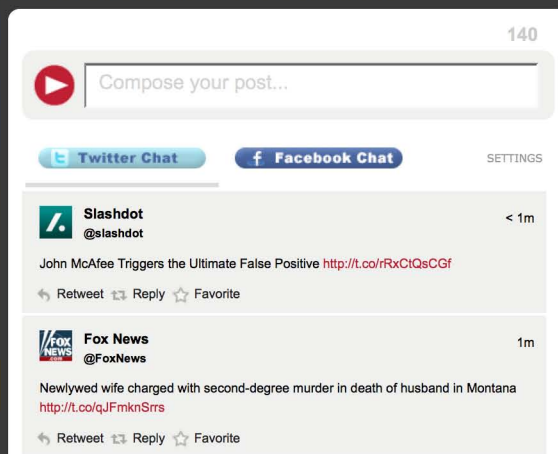 140
Compose your post...
Twitter Chat
Facebook Chat
SETTINGS
Slashdot
< 1m
@slashdot
John McAfee Triggers the Ultimate False Positive http://t.co/rRxCtQsCGf
Retweet Reply Favorite
FOX NEWS .com
Fox News
1m
@FoxNews
Newlywed wife charged with second-degree murder in death of husband in Montana
http://t.co/qJFmknSrrs
Retweet Reply Favorite